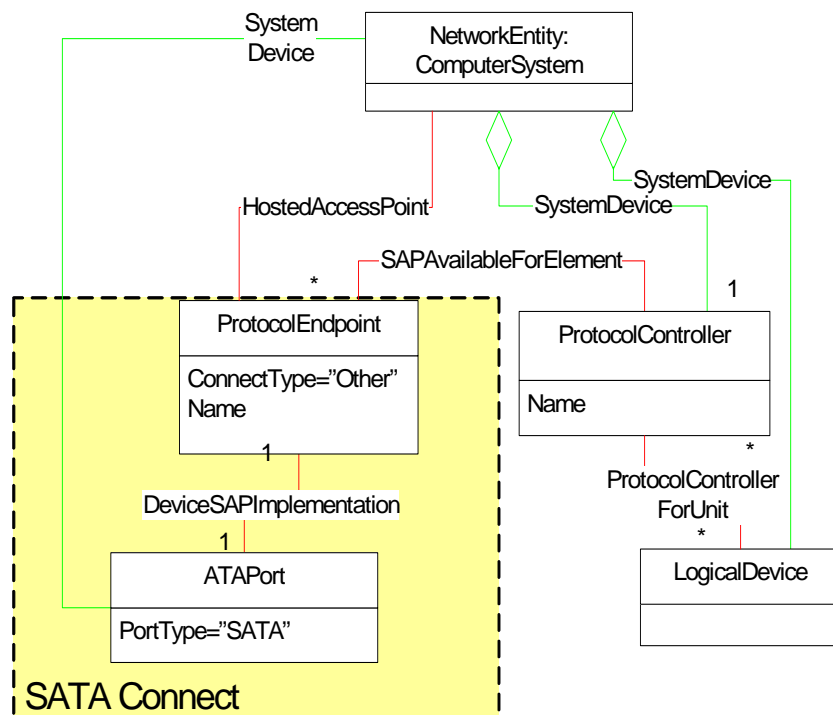 System
Device
NetworkEntity:
ComputerSystem
SystemDevice
HostedAccessPoint
SystemDevice
SAPAvailableForElement
*
1
ProtocolEndpoint
ProtocolController
ConnectType=”Other”
Name
Name
1
*
ProtocolController
ForUnit
DeviceSAPImplementation
*
1
ATAPort
LogicalDevice
PortType=”SATA”
SATA Connect